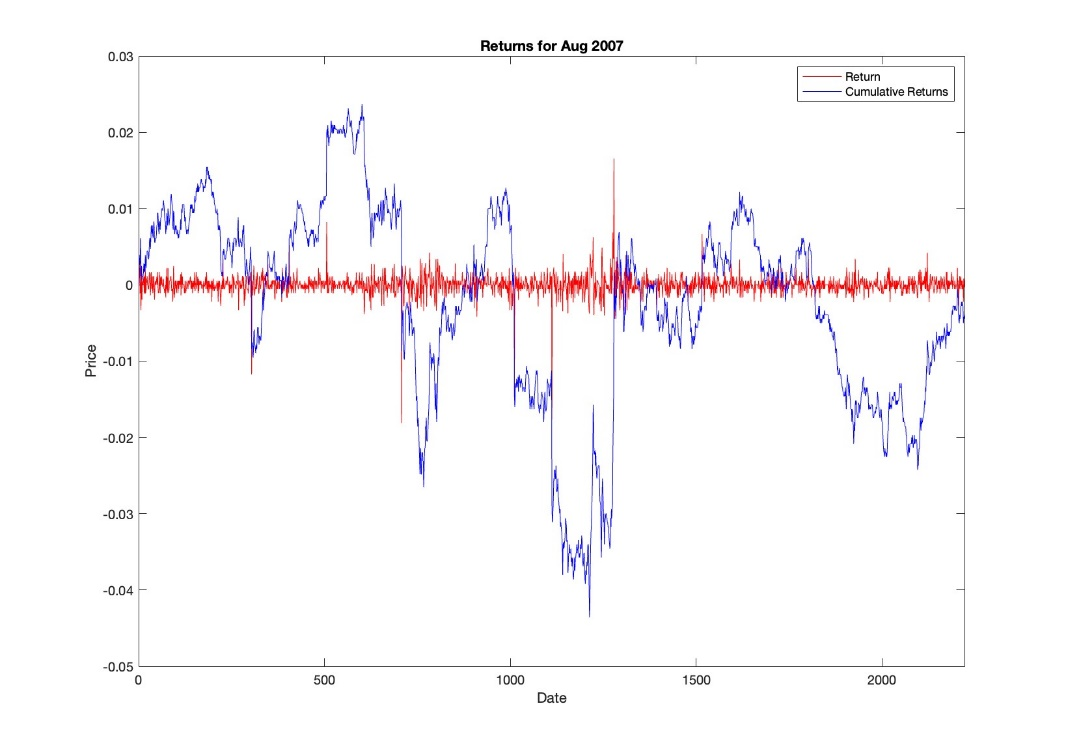 Returns for Aug 2007
Return
Cumulative Returns
0.03
0.02
0.01
0
-0.01
-0.02
-0.03
-0.04
-0.05
Price
0
500
1000
1500
2000
Date